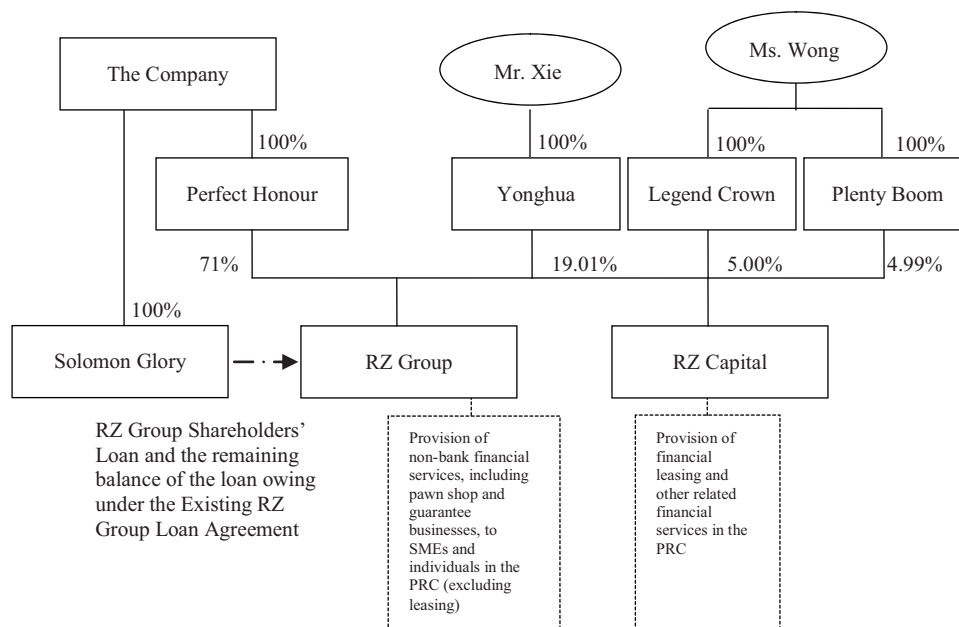 The Company
Mr. Xie
Ms. Wong
100%
100%
100%
100%
Perfect Honour
Yonghua
Legend Crown
Plenty Boom
71%
19.01%
5.00%
4.99%
100%
Solomon Glory
RZ Group
RZ Capital
RZ Group Shareholders’
Loan and the remaining
balance of the loan owing
under the Existing RZ
Group Loan Agreement
Provision of
non-bank financial
services, including
pawn shop and
guarantee
businesses, to
SMEs and
individuals in the
PRC (excluding
leasing)
Provision of
financial
leasing and
other related
financial
services in the
PRC